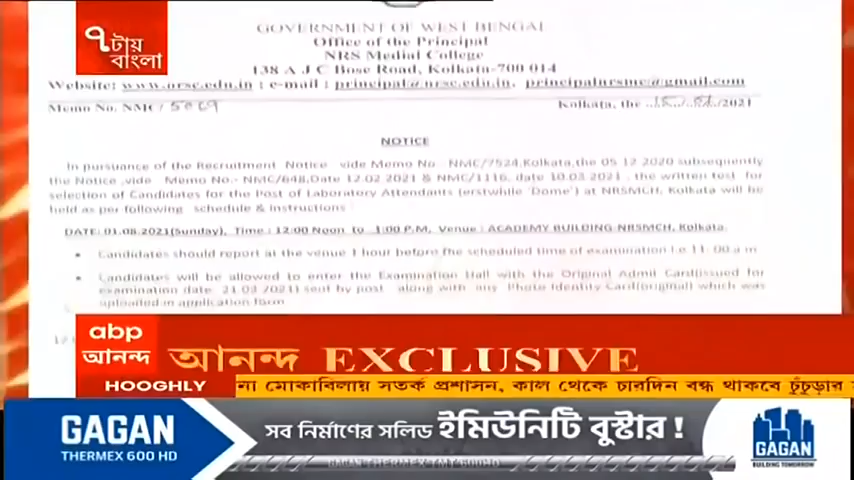 ৭টায়
বাংলা
GOVERNMENT OF WEST BENGAL
Office of the Principal
NRS Medial College
138 A J C Bose Road, Kolkata-700 014
Website: www.nrsc.edu.in ; e-mail : principal@nrsc.edu.in, principalnrsmc@gmail.com
Memo No. NMC/5069 Kolkata, the 15/07/2021
NOTICE
In pursuance of the Recruitment Notice vide Memo No - NMC/7524,Kolkata,the 05 12 2020 subsequently
the Notice ,vide Memo No.- NMC/648,Date 12.02 2021 & NMC/1116, date 10.03 2021 , the written test for
selection of Candidates for the Post of Laboratory Attendants (erstwhile 'Dome') at NRSMCH, Kolkata will be
held as per following schedule & instructions
DATE: 01.08.2021(Sunday), Time : 12:00 Noon to 1:00 P.M, Venue : ACADEMY BUILDING-NRSMCH, Kolkata.
• Candidates should report at the venue 1 hour before the scheduled time of examination i.e 11: 00 a m
• Candidates will be allowed to enter the Examination Hall with the Original Admit Card(issued for
examination date 21.03 /2021) sent by post along with any Photo Identity Card(original) which was
uploaded in application form
12
abp
আনন্দ
আনন্দ EXCLUSIVE
HOOGHLY
না মোকাবিলায় সতর্ক প্রশাসন, কাল থেকে চারদিন বন্ধ থাকবে চুঁচুড়ার
GAGAN
THERMEX 600 HD
সব নির্মাণের সলিড ইমিউনিটি বুস্টার !
GAGAN THERMEX TMT 600HD
GAGAN
BUILDING TOMORROW